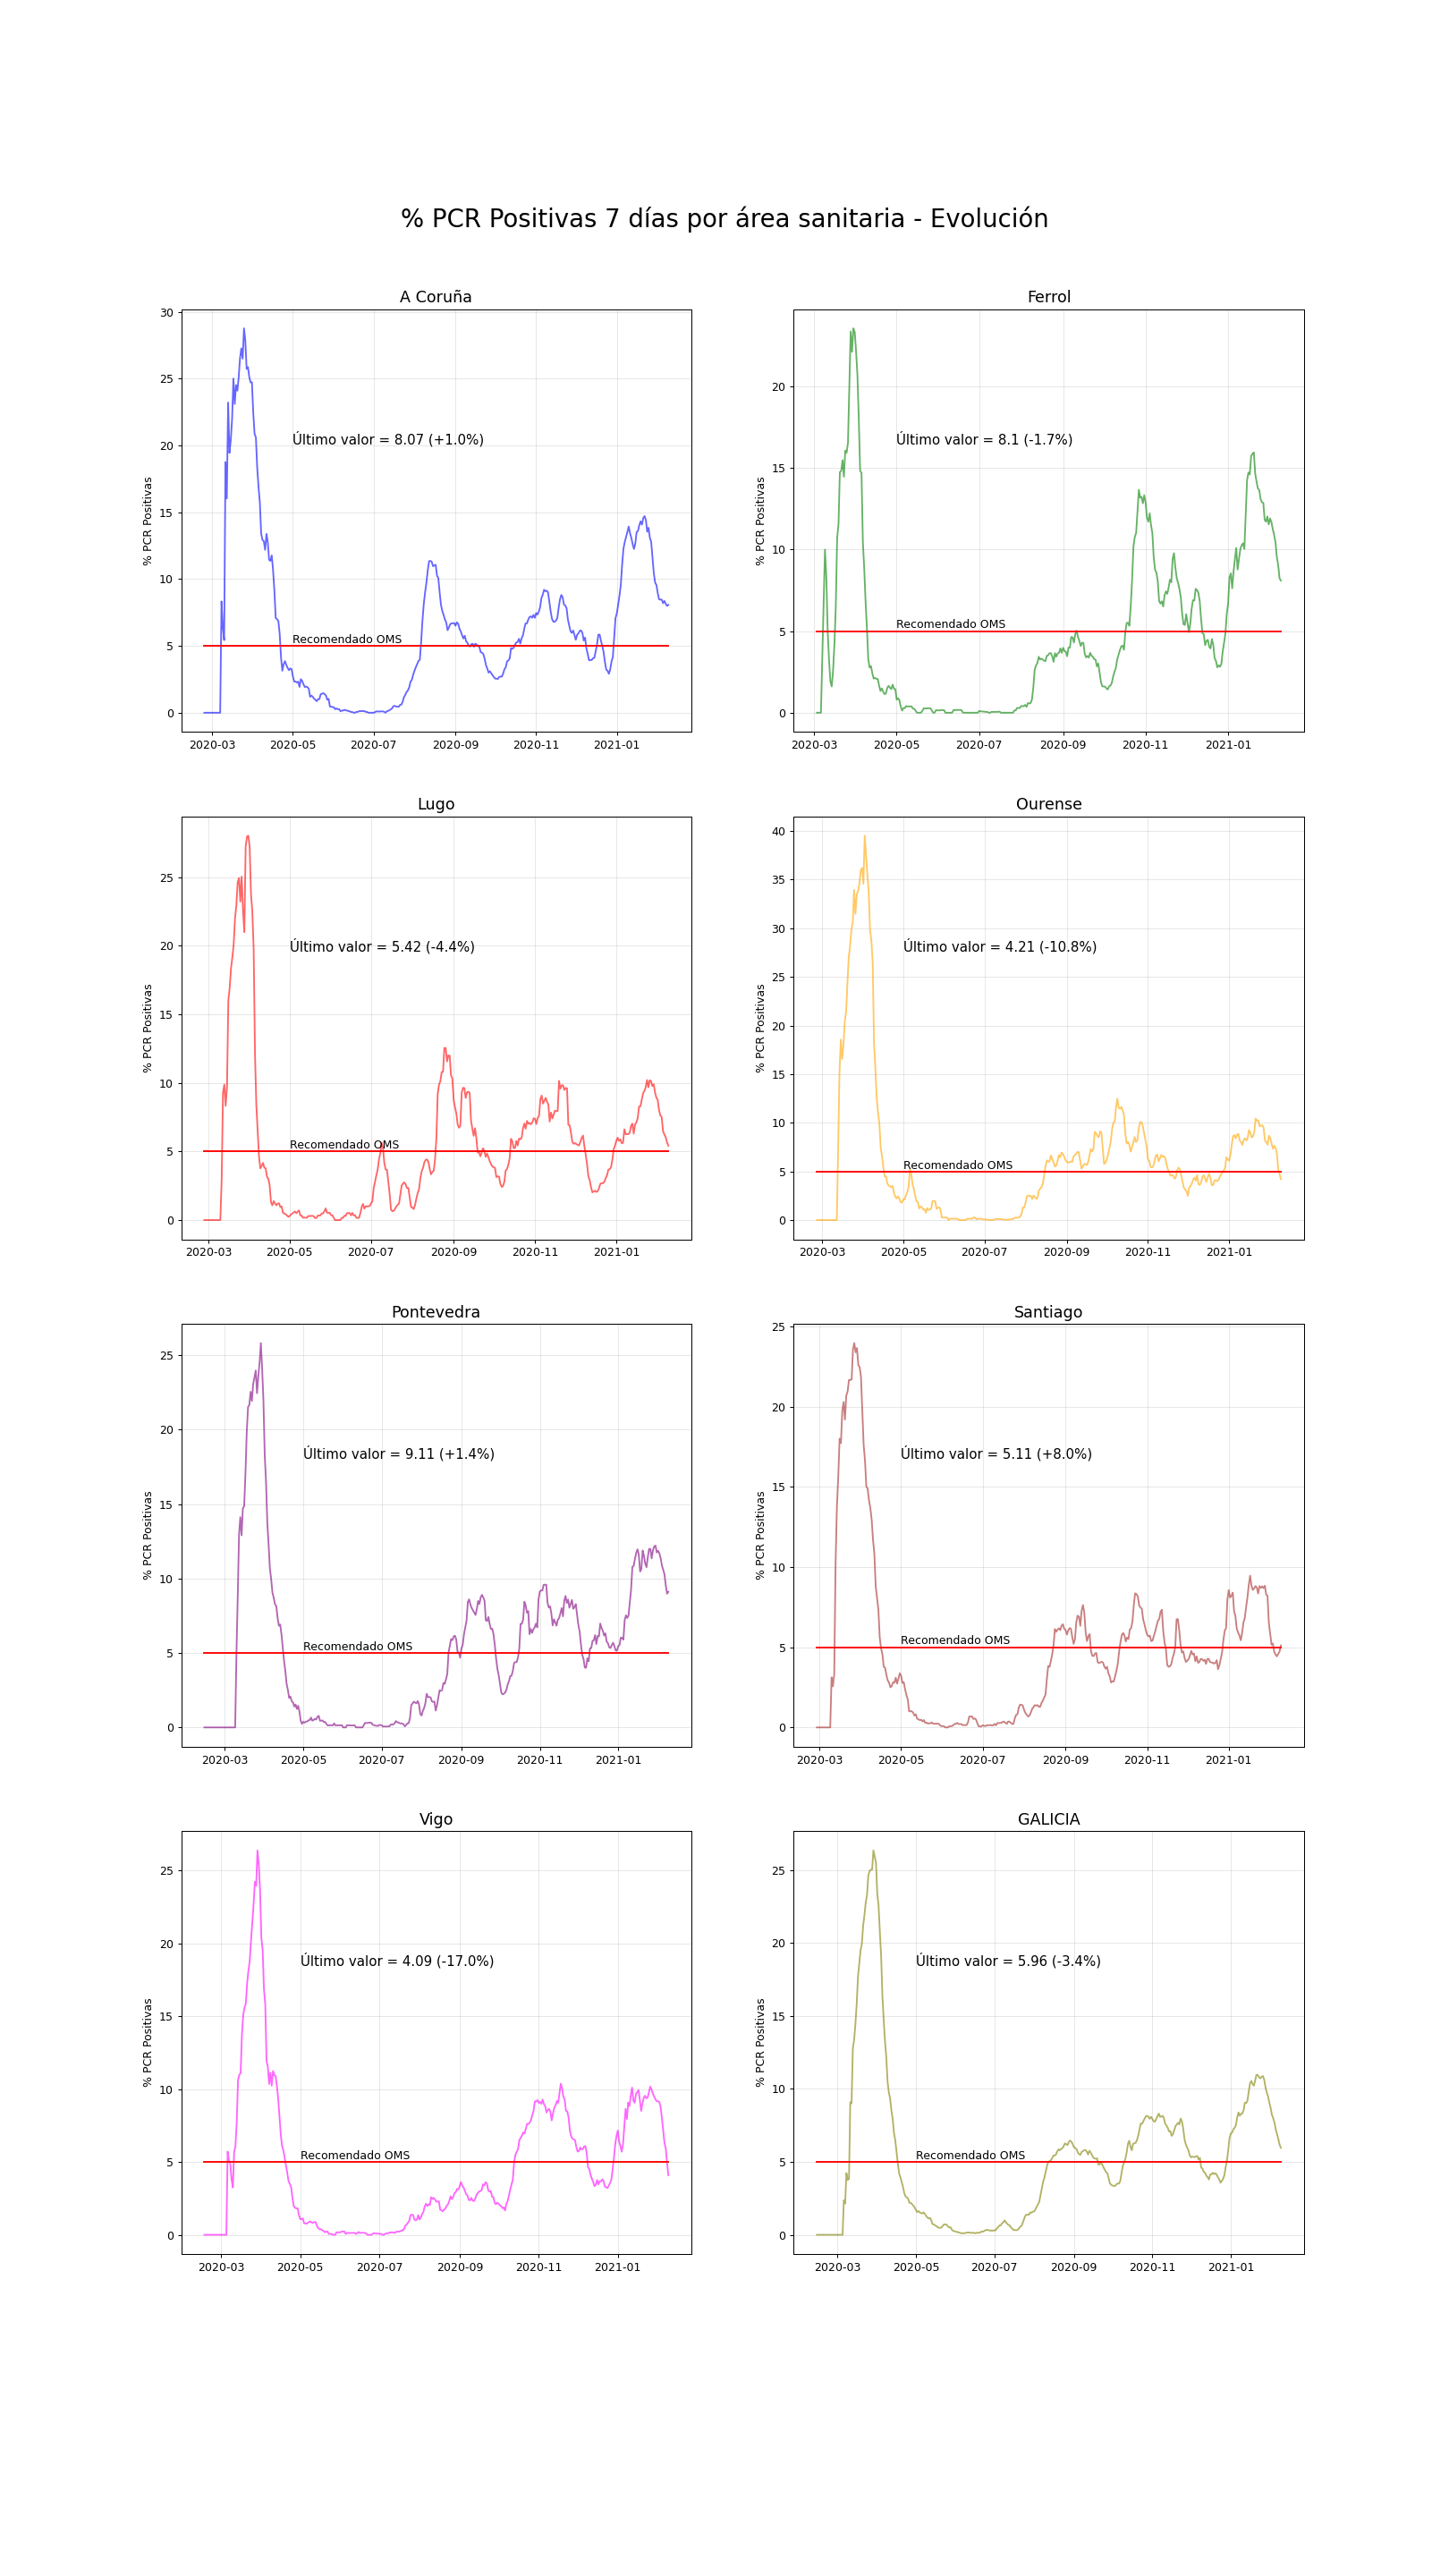 % PCR Positivas 7 días por área sanitaria - Evolución
A Coruña
% PCR Positivas
30
25
20
15
10
5
0
Último valor = 8.07 (+1.0%)
Recomendado OMS
2020-03 2020-05 2020-07 2020-09 2020-11 2021-01
Ferrol
% PCR Positivas
20
15
10
5
0
Último valor = 8.1 (-1.7%)
Recomendado OMS
2020-03 2020-05 2020-07 2020-09 2020-11 2021-01
Lugo
% PCR Positivas
25
20
15
10
5
0
Último valor = 5.42 (-4.4%)
Recomendado OMS
2020-03 2020-05 2020-07 2020-09 2020-11 2021-01
Ourense
% PCR Positivas
40
35
30
25
20
15
10
5
0
Último valor = 4.21 (-10.8%)
Recomendado OMS
2020-03 2020-05 2020-07 2020-09 2020-11 2021-01
Pontevedra
% PCR Positivas
25
20
15
10
5
0
Último valor = 9.11 (+1.4%)
Recomendado OMS
2020-03 2020-05 2020-07 2020-09 2020-11 2021-01
Santiago
% PCR Positivas
25
20
15
10
5
0
Último valor = 5.11 (+8.0%)
Recomendado OMS
2020-03 2020-05 2020-07 2020-09 2020-11 2021-01
Vigo
% PCR Positivas
25
20
15
10
5
0
Último valor = 4.09 (-17.0%)
Recomendado OMS
2020-03 2020-05 2020-07 2020-09 2020-11 2021-01
GALICIA
% PCR Positivas
25
20
15
10
5
0
Último valor = 5.96 (-3.4%)
Recomendado OMS
2020-03 2020-05 2020-07 2020-09 2020-11 2021-01